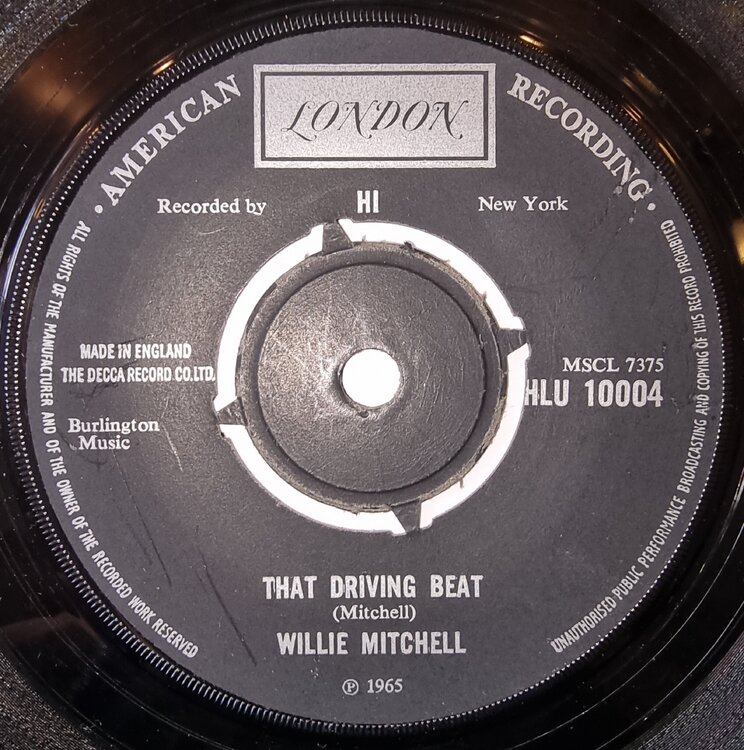 AMERICAN RECORDING
LONDON
Recorded by HI New York
MADE IN ENGLAND
THE DECCA RECORD CO.LTD.
Burlington
Music
MSCL 7375
HLU 10004
THAT DRIVING BEAT
(Mitchell)
WILLIE MITCHELL
℗ 1965
ALL RIGHTS OF THE MANUFACTURER AND OF THE OWNER OF THE RECORDED WORK RESERVED
UNAUTHORISED PUBLIC PERFORMANCE BROADCASTING AND COPYING OF THIS RECORD PROHIBITED